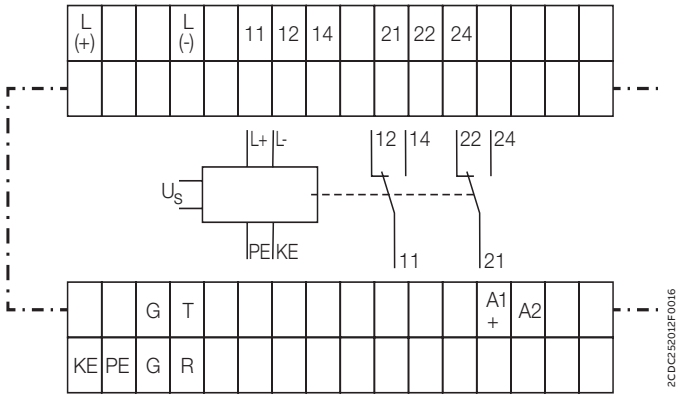 L (+) L (-) 11 12 14 21 22 24
L+ L- 12 14 22 24
U_S
PE KE 11 21
G T A1 + A2
KE PE G R
2CDC252012F0016